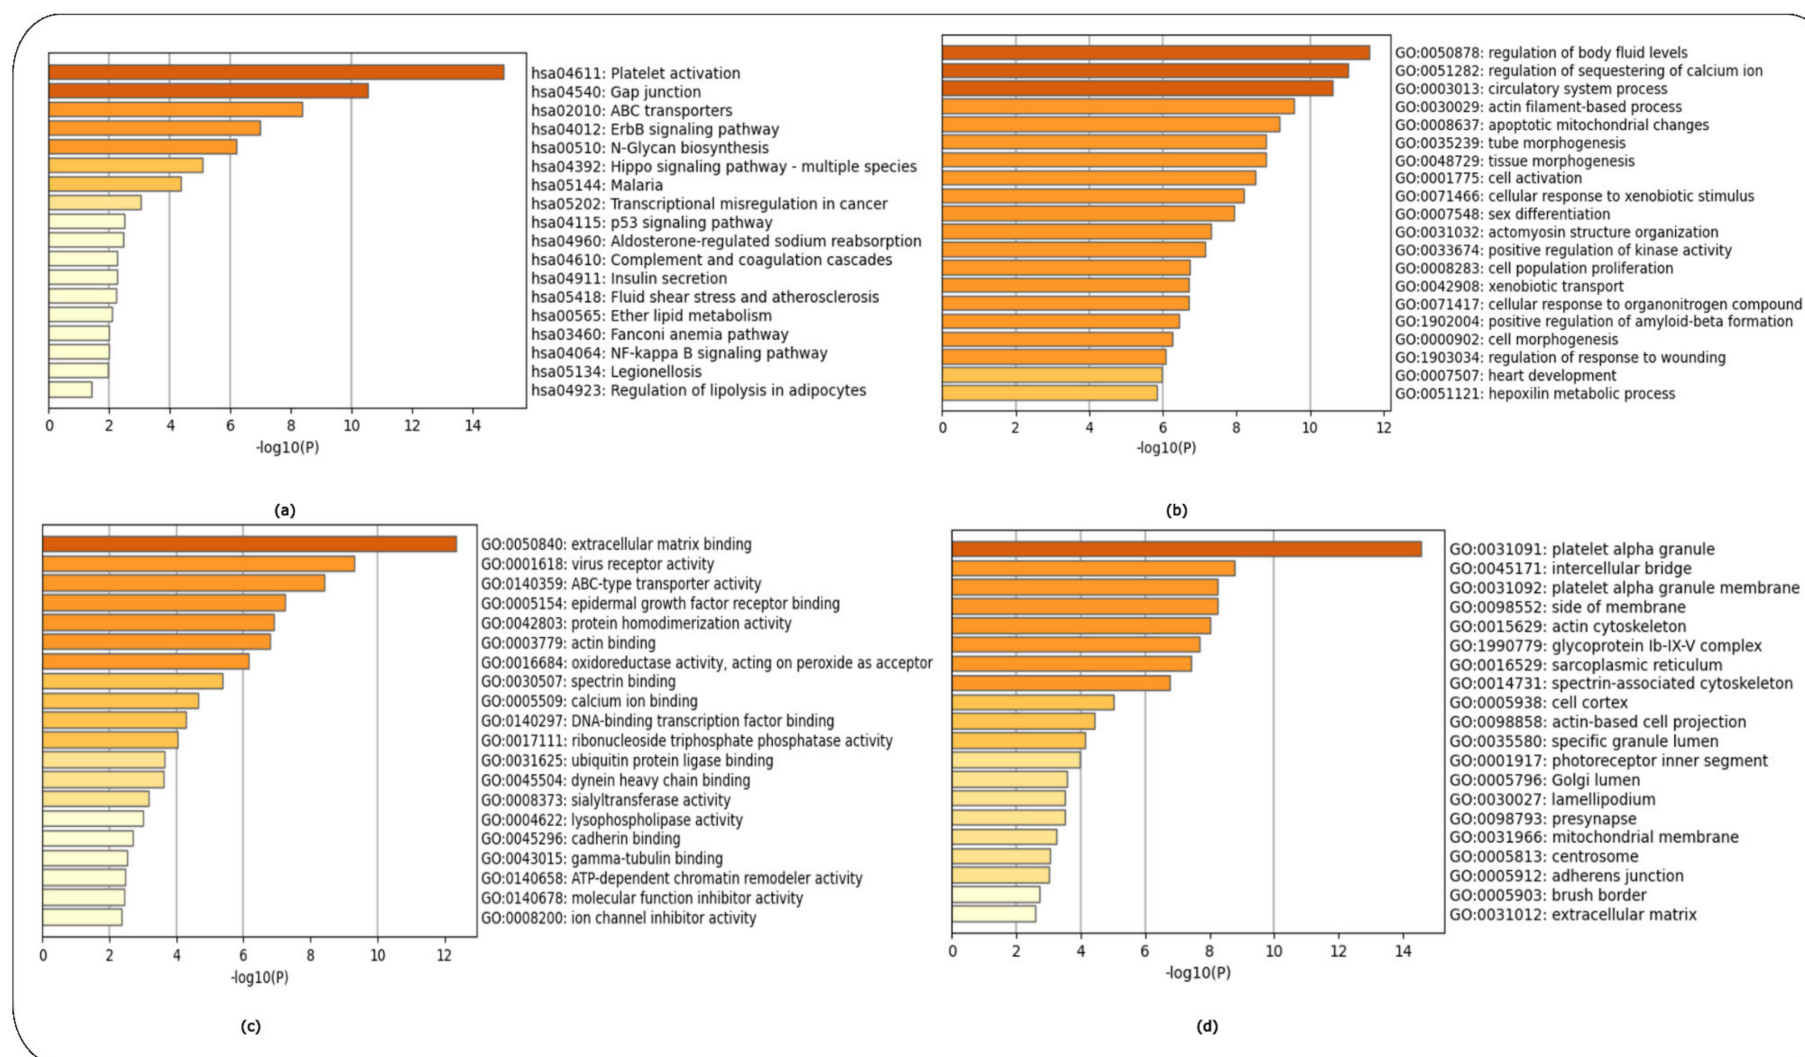 hsa04611: Platelet activation
hsa04540: Gap junction
hsa02010: ABC transporters
hsa04012: ErbB signaling pathway
hsa00510: N-Glycan biosynthesis
hsa04392: Hippo signaling pathway - multiple species
hsa05144: Malaria
hsa05202: Transcriptional misregulation in cancer
hsa04115: p53 signaling pathway
hsa04960: Aldosterone-regulated sodium reabsorption
hsa04610: Complement and coagulation cascades
hsa04911: Insulin secretion
hsa05418: Fluid shear stress and atherosclerosis
hsa00565: Ether lipid metabolism
hsa03460: Fanconi anemia pathway
hsa04064: NF-kappa B signaling pathway
hsa05134: Legionellosis
hsa04923: Regulation of lipolysis in adipocytes
0 2 4 6 8 10 12 14
-log10(P)
(a)
GO:0050878: regulation of body fluid levels
GO:0051282: regulation of sequestering of calcium ion
GO:0003013: circulatory system process
GO:0030029: actin filament-based process
GO:0008637: apoptotic mitochondrial changes
GO:0035239: tube morphogenesis
GO:0048729: tissue morphogenesis
GO:0001775: cell activation
GO:0071466: cellular response to xenobiotic stimulus
GO:0007548: sex differentiation
GO:0031032: actomyosin structure organization
GO:0033674: positive regulation of kinase activity
GO:0008283: cell population proliferation
GO:0042908: xenobiotic transport
GO:0071417: cellular response to organonitrogen compound
GO:1902004: positive regulation of amyloid-beta formation
GO:0000902: cell morphogenesis
GO:1903034: regulation of response to wounding
GO:0007507: heart development
GO:0051121: hepoxilin metabolic process
0 2 4 6 8 10 12
-log10(P)
(b)
GO:0050840: extracellular matrix binding
GO:0001618: virus receptor activity
GO:0140359: ABC-type transporter activity
GO:0005154: epidermal growth factor receptor binding
GO:0042803: protein homodimerization activity
GO:0003779: actin binding
GO:0016684: oxidoreductase activity, acting on peroxide as acceptor
GO:0030507: spectrin binding
GO:0005509: calcium ion binding
GO:0140297: DNA-binding transcription factor binding
GO:0017111: ribonucleoside triphosphate phosphatase activity
GO:0031625: ubiquitin protein ligase binding
GO:0045504: dynein heavy chain binding
GO:0008373: sialyltransferase activity
GO:0004622: lysophospholipase activity
GO:0045296: cadherin binding
GO:0043015: gamma-tubulin binding
GO:0140658: ATP-dependent chromatin remodeler activity
GO:0140678: molecular function inhibitor activity
GO:0008200: ion channel inhibitor activity
0 2 4 6 8 10 12
-log10(P)
(c)
GO:0031091: platelet alpha granule
GO:0045171: intercellular bridge
GO:0031092: platelet alpha granule membrane
GO:0098552: side of membrane
GO:0015629: actin cytoskeleton
GO:1990779: glycoprotein Ib-IX-V complex
GO:0016529: sarcoplasmic reticulum
GO:0014731: spectrin-associated cytoskeleton
GO:0005938: cell cortex
GO:0098858: actin-based cell projection
GO:0035580: specific granule lumen
GO:0001917: photoreceptor inner segment
GO:0005796: Golgi lumen
GO:0030027: lamellipodium
GO:0098793: presynapse
GO:0031966: mitochondrial membrane
GO:0005813: centrosome
GO:0005912: adherens junction
GO:0005903: brush border
GO:0031012: extracellular matrix
0 2 4 6 8 10 12 14
-log10(P)
(d)